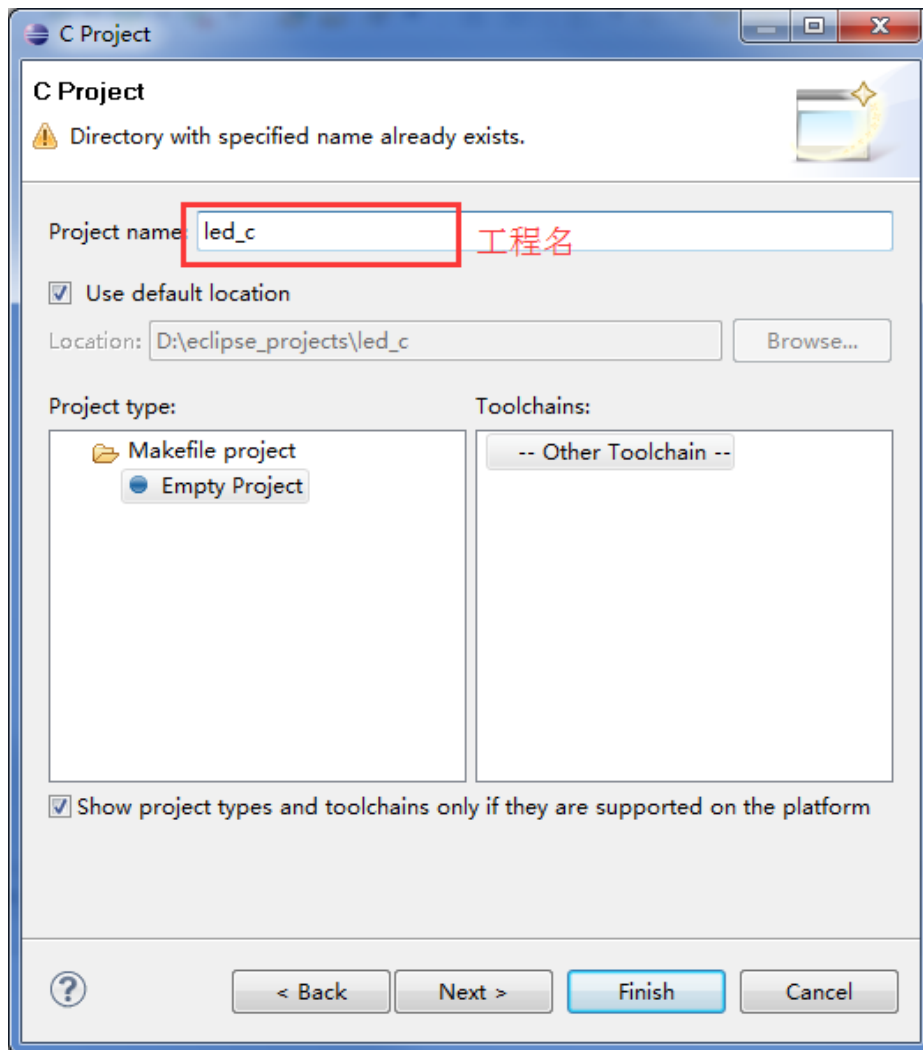 C Project
C Project
Directory with specified name already exists.
Project name: led_c 工程名
Use default location
Location: D:\eclipse_projects\led_c Browse...
Project type: Toolchains:
Makefile project -- Other Toolchain --
Empty Project
Show project types and toolchains only if they are supported on the platform
< Back Next > Finish Cancel